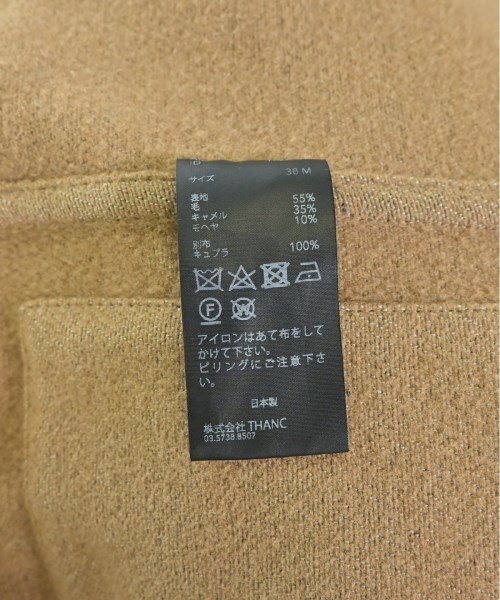 サイズ 38 M
表地
毛 55%
キャメル 35%
モヘヤ 10%
別布
キュプラ 100%
F
W
アイロンはあて布をして
かけて下さい。
ピリングにご注意下さ
い。
日本製
株式会社 THANC
03.5738.8507